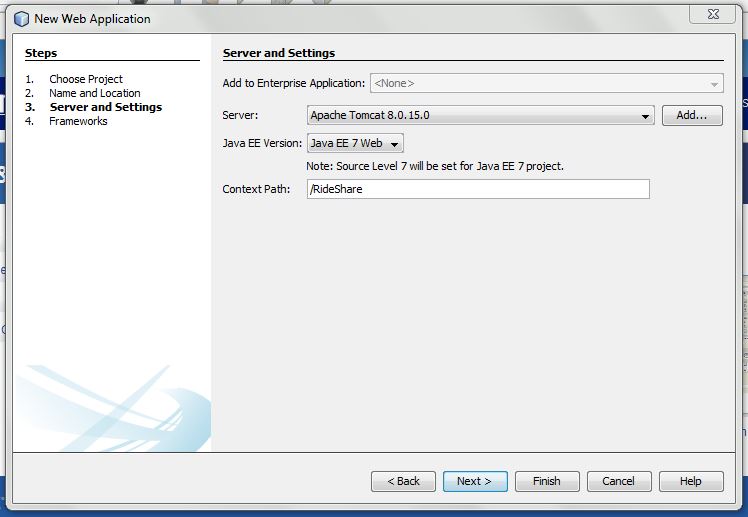 New Web Application
Steps
1. Choose Project
2. Name and Location
3. Server and Settings
4. Frameworks
Server and Settings
Add to Enterprise Application: <None>
Server: Apache Tomcat 8.0.15.0 Add...
Java EE Version: Java EE 7 Web
Note: Source Level 7 will be set for Java EE 7 project.
Context Path: /RideShare
< Back Next > Finish Cancel Help